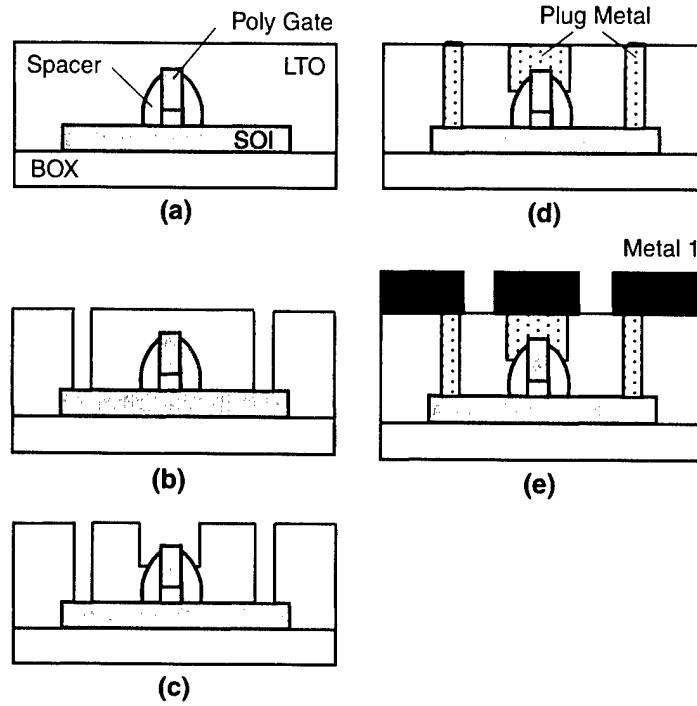 Poly Gate
Spacer
LTO
SOI
BOX
(a)
(b)
(c)
Plug Metal
(d)
Metal 1
(e)